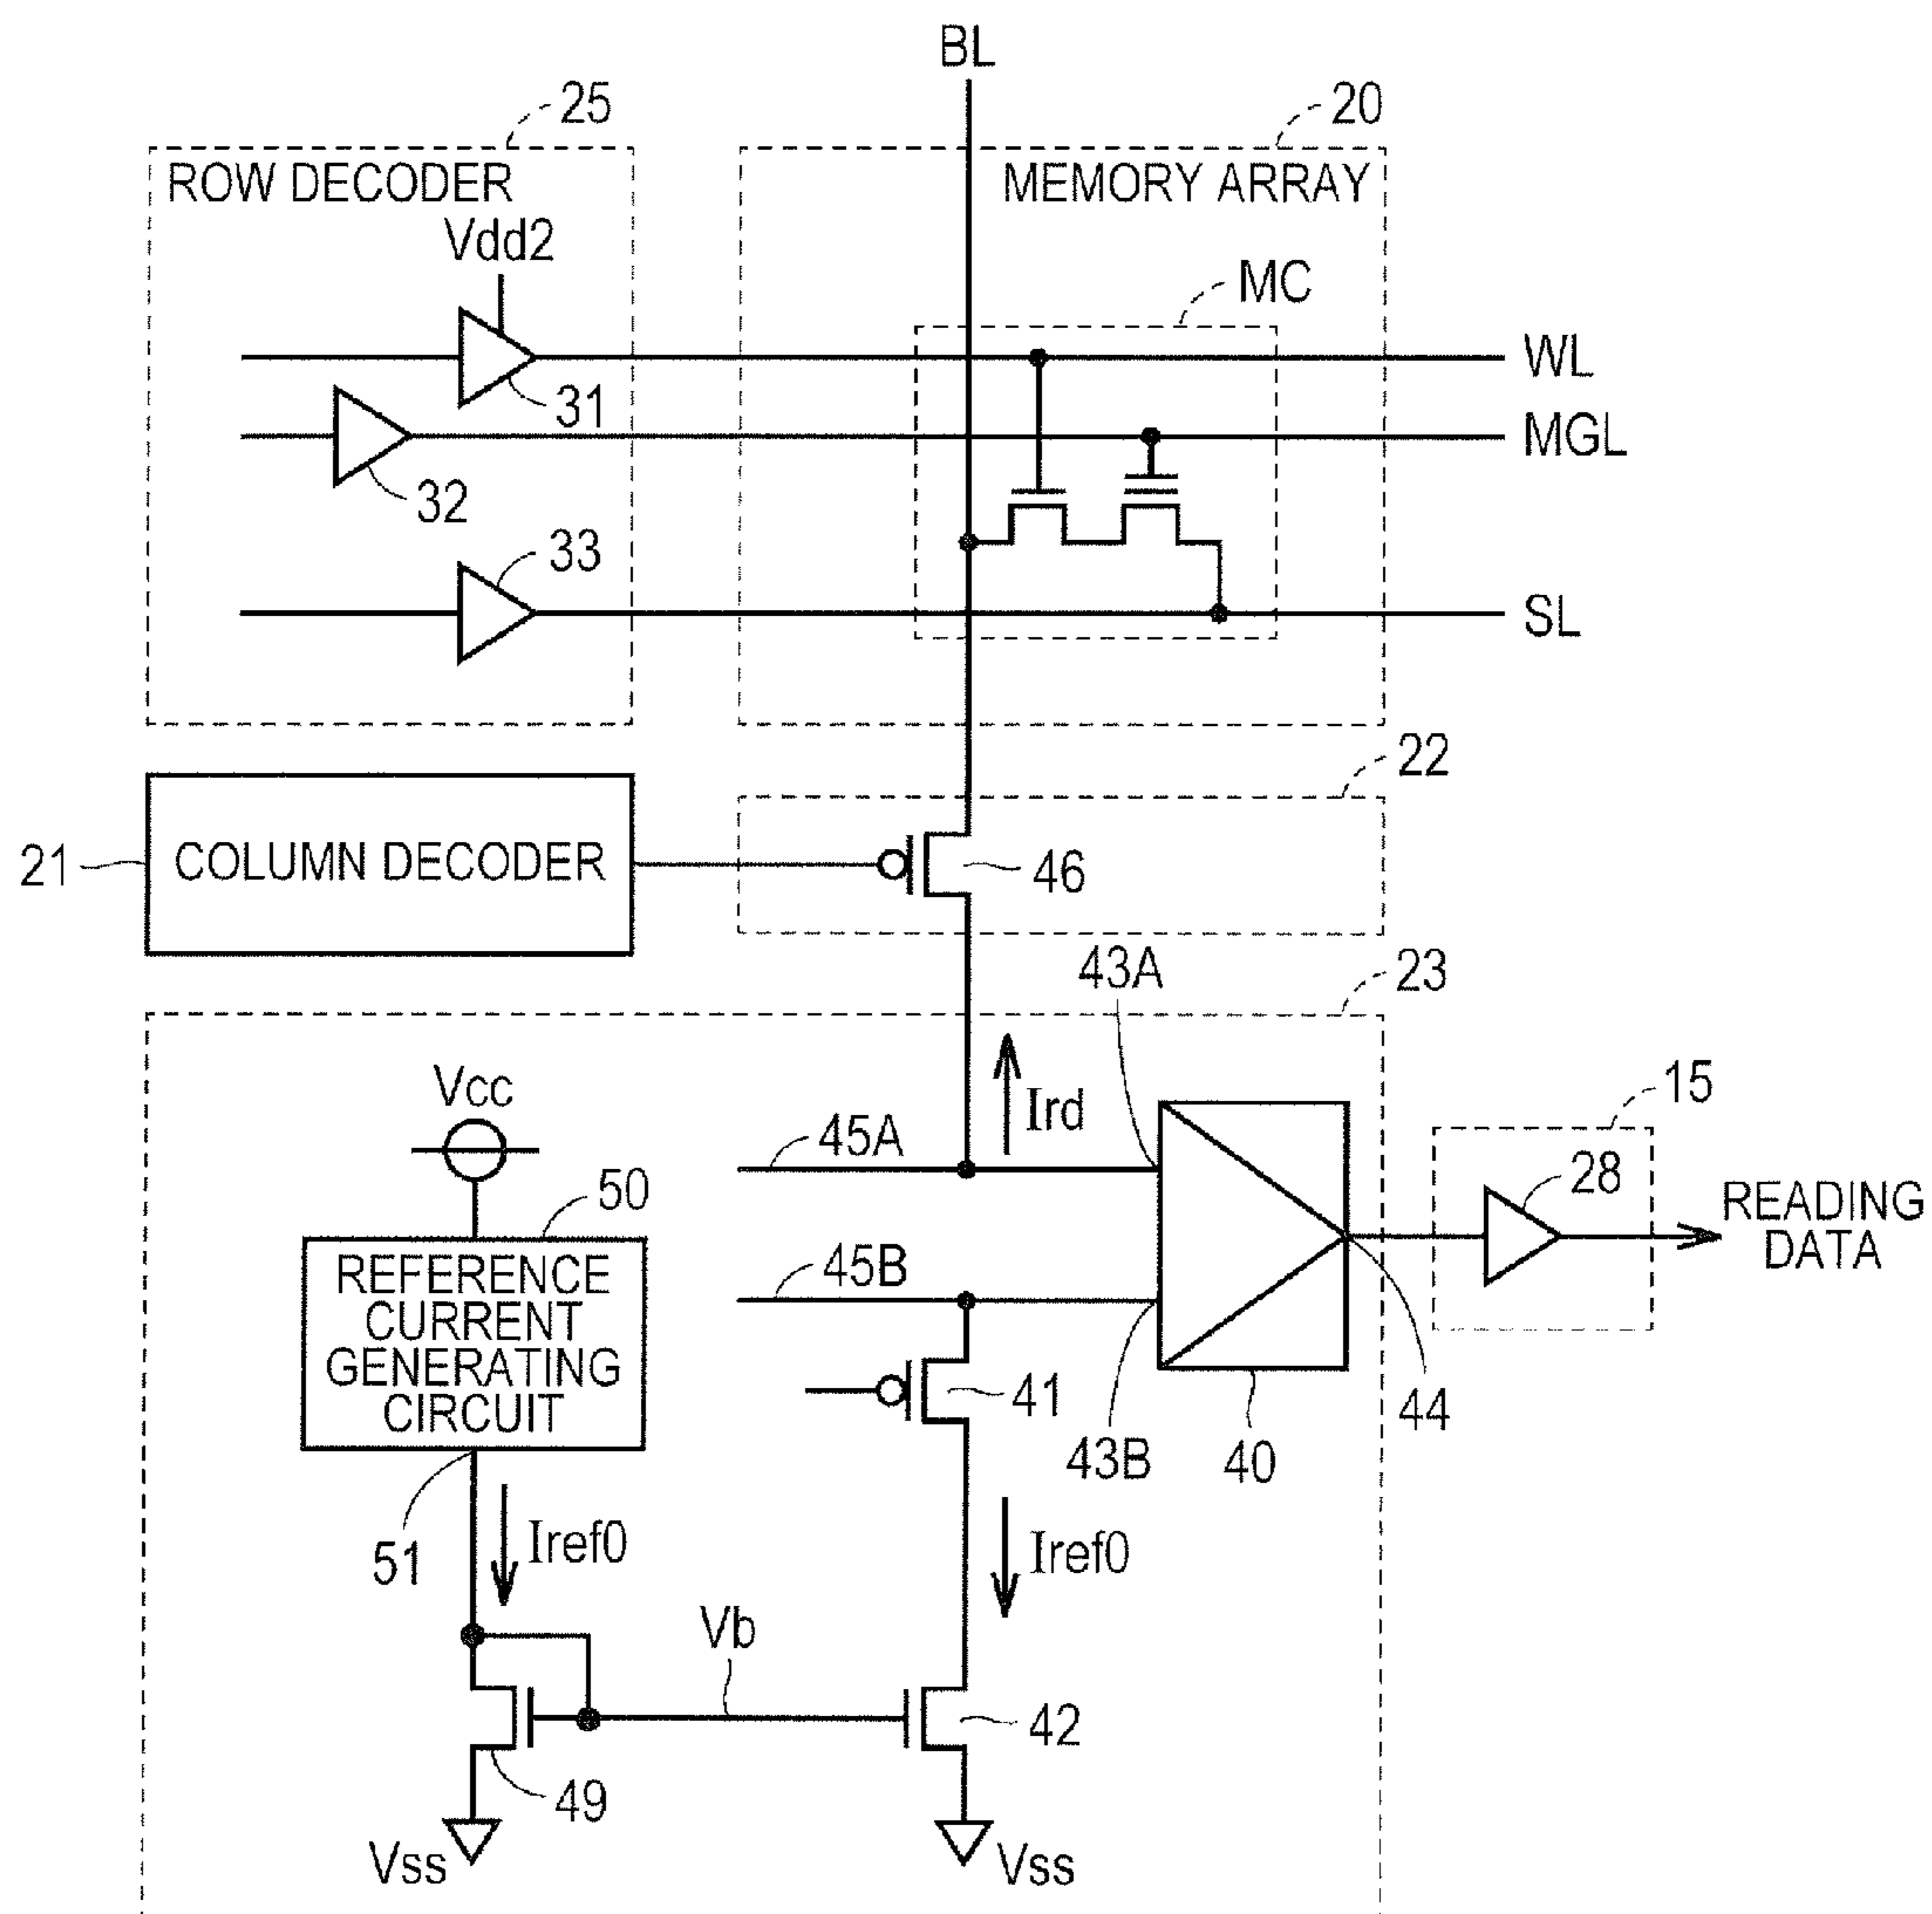 BL
25
20
ROW DECODER
MEMORY ARRAY
Vdd2
MC
WL
31
MGL
32
33
SL
22
21
COLUMN DECODER
46
43A
23
Vcc
Ird
15
45A
28
50
READING
DATA
REFERENCE
CURRENT
GENERATING
CIRCUIT
45B
41
44
43B
40
51
Iref0
Iref0
Vb
42
49
Vss
Vss